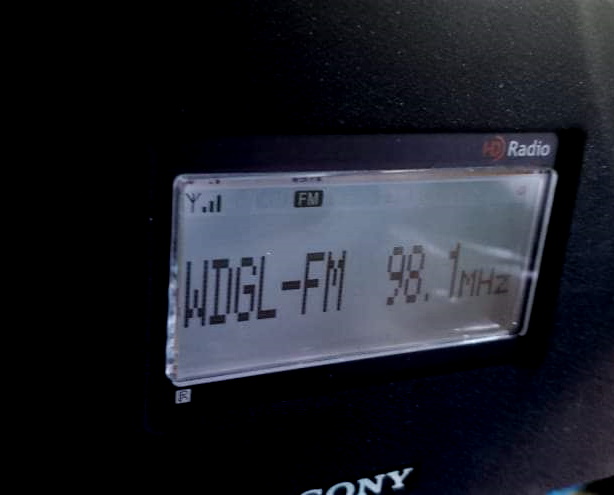 HD Radio
FM
WDGL-FM 98.1MHz
R
SONY